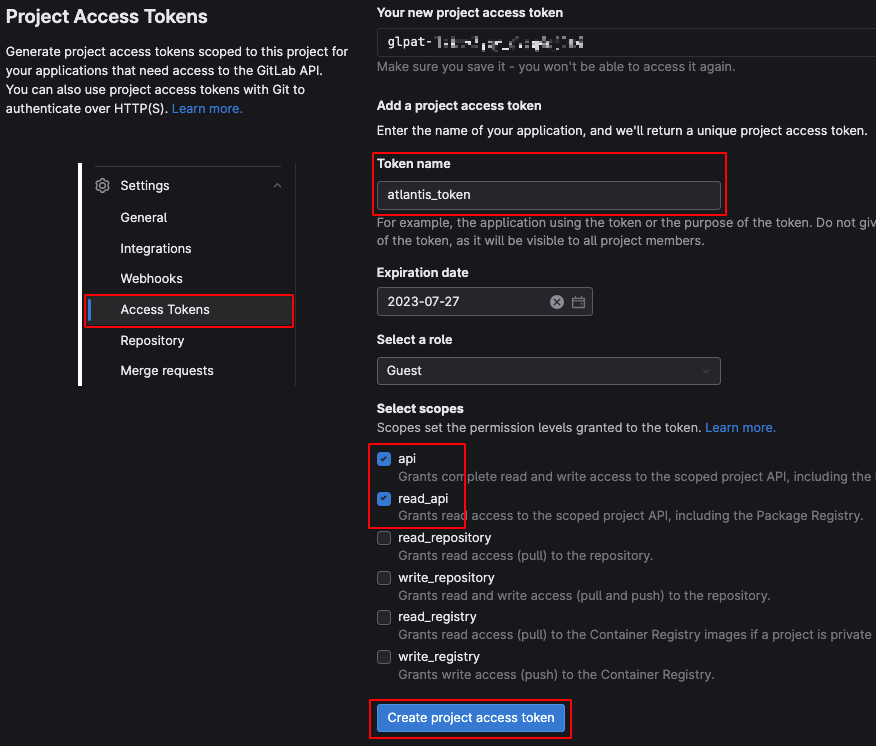 Project Access Tokens
Generate project access tokens scoped to this project for
your applications that need access to the GitLab API.
You can also use project access tokens with Git to
authenticate over HTTP(S). Learn more.
Settings
General
Integrations
Webhooks
Access Tokens
Repository
Merge requests
Your new project access token
glpat-
Make sure you save it - you won't be able to access it again.
Add a project access token
Enter the name of your application, and we'll return a unique project access token.
Token name
atlantis_token
For example, the application using the token or the purpose of the token. Do not
of the token, as it will be visible to all project members.
Expiration date
2023-07-27
Select a role
Guest
Select scopes
Scopes set the permission levels granted to the token. Learn more.
api
Grants complete read and write access to the scoped project API, including the
read_api
Grants read access to the scoped project API, including the Package Registry.
read_repository
Grants read access (pull) to the repository.
write_repository
Grants read and write access (pull and push) to the repository.
read_registry
Grants read access (pull) to the Container Registry images if a project is private
write_registry
Grants write access (push) to the Container Registry.
Create project access token